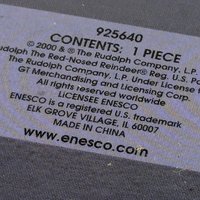 925640
CONTENTS: 1 PIECE
© 2000 & ® The Rudolph Company, L.P.
Rudolph The Red-Nosed Reindeer® Reg. U.S. Pat
The Rudolph Company, L.P. Under License to
GT Merchandising and Licensing Corp.
All rights reserved worldwide
LICENSEE ENESCO
ENESCO is a registered U.S. trademark
ELK GROVE VILLAGE, IL 60007
MADE IN CHINA
www.enesco.com